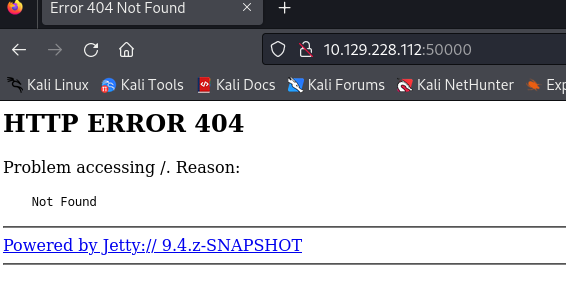 Error 404 Not Found
10.129.228.112:50000
Kali Linux Kali Tools Kali Docs Kali Forums Kali NetHunter Exp
HTTP ERROR 404
Problem accessing /. Reason:
Not Found
Powered by Jetty:// 9.4.z-SNAPSHOT